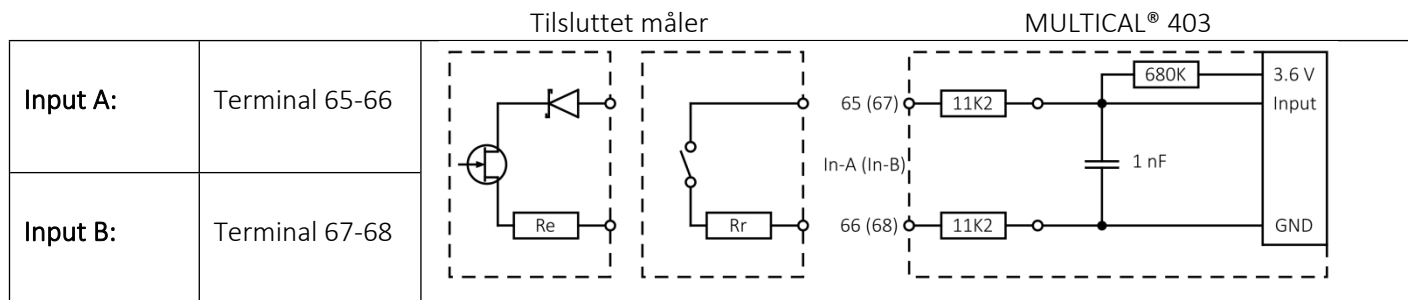 Tilsluttet måler MULTICAL® 403
Input A: Terminal 65-66
Input B: Terminal 67-68
Re
Rr
65 (67)
In-A (In-B)
66 (68)
11K2
11K2
680K
1 nF
3.6 V
Input
GND